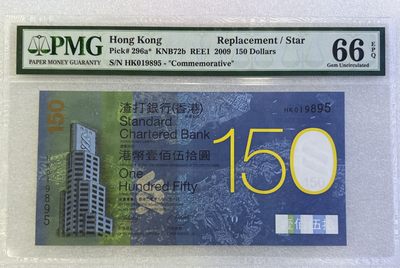 PMG
PAPER MONEY GUARANTY
Hong Kong Replacement / Star
Pick# 296a* KNB72b REE1 2009 150 Dollars
S/N HK019895 - "Commemorative"
66 EPQ
Gem Uncirculated
150
渣打銀行(香港)
Standard
Chartered Bank
港幣壹佰伍拾圓
One
Hundred Fifty
HK019895
150